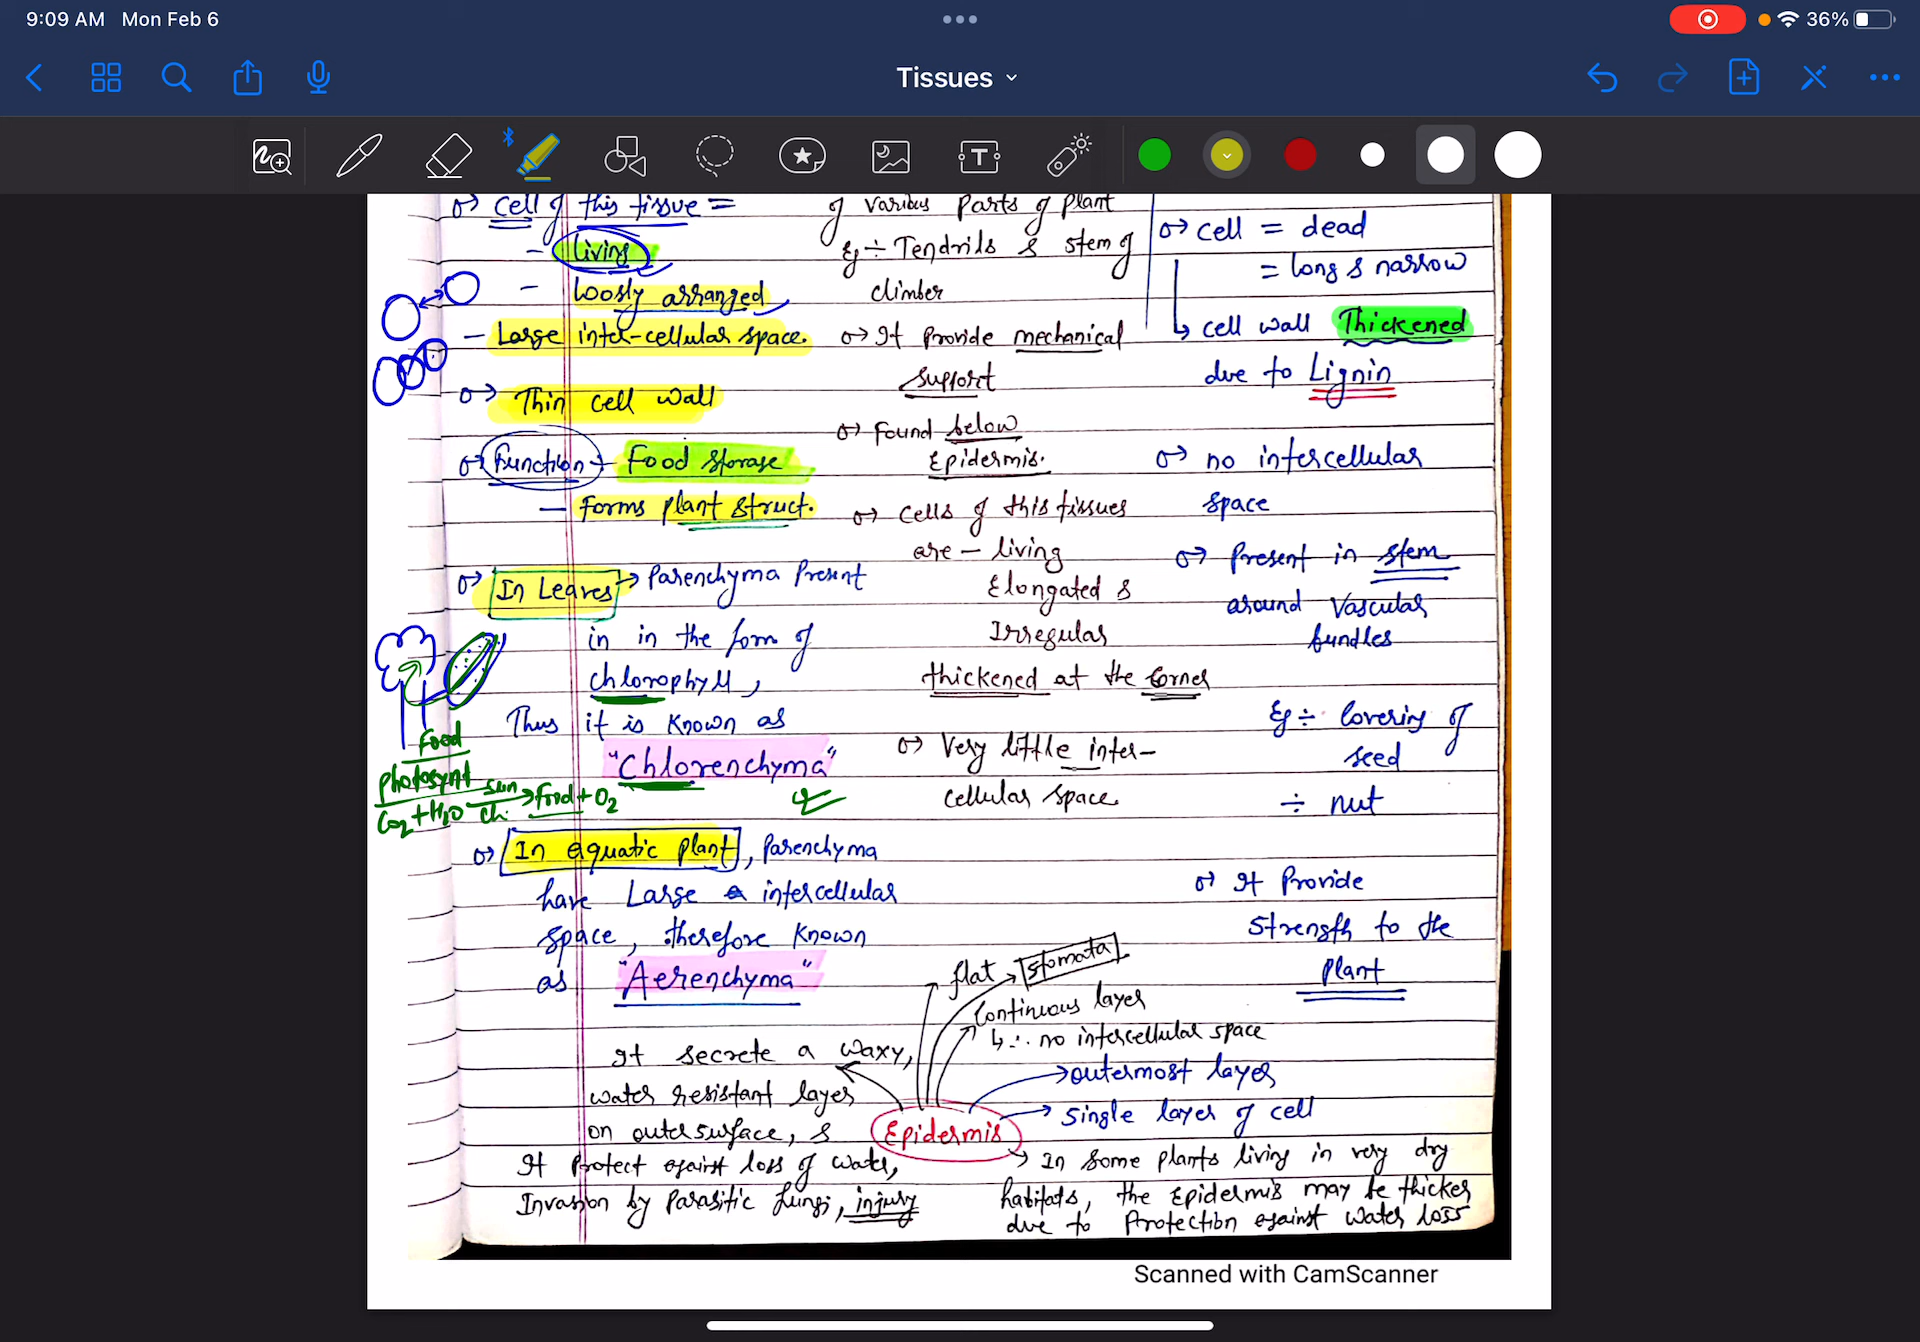 9:09 AM Mon Feb 6
36%
Tissues
cell of this tissue =
- living
- loosly arranged
- Large inter-cellular space.
Thin cell wall
Function - Food storage
- Forms plant struct.
In Leaves → Parenchyma Present
in in the form of
chlorophyll,
Thus it is known as
"Chlorenchyma"
Food
photosynt
CO2 + H2O sun → food + O2
Ch.
In aquatic plant, parenchyma
have Large intercellular
space, therefore known
as "Aerenchyma"
of various parts of plant
Eg ÷ Tendrils & stem of
climber
It provide mechanical
support
Found below
Epidermis.
Cells of this tissues
are - living
Elongated &
Irregular
thickened at the corner
Very little inter-
cellular space.
cell = dead
= long & narrow
↳ cell wall Thickened
due to Lignin
no intercellular
space
Present in stem
around Vascular
bundles
Eg ÷ covering of
seed
÷ nut
It Provide
Strength to the
Plant
flat → stomata
Continuous layer
↳ ∴ no intercellular space
→ outermost layer
→ single layer of cell
Epidermis
It secrete a waxy,
water resistant layer
on outer surface, &
It Protect against loss of water,
Invasion by Parasitic fungi, injury
→ In some plants living in very dry
habitats, the Epidermis may be thicker
due to Protection against water loss
Scanned with CamScanner